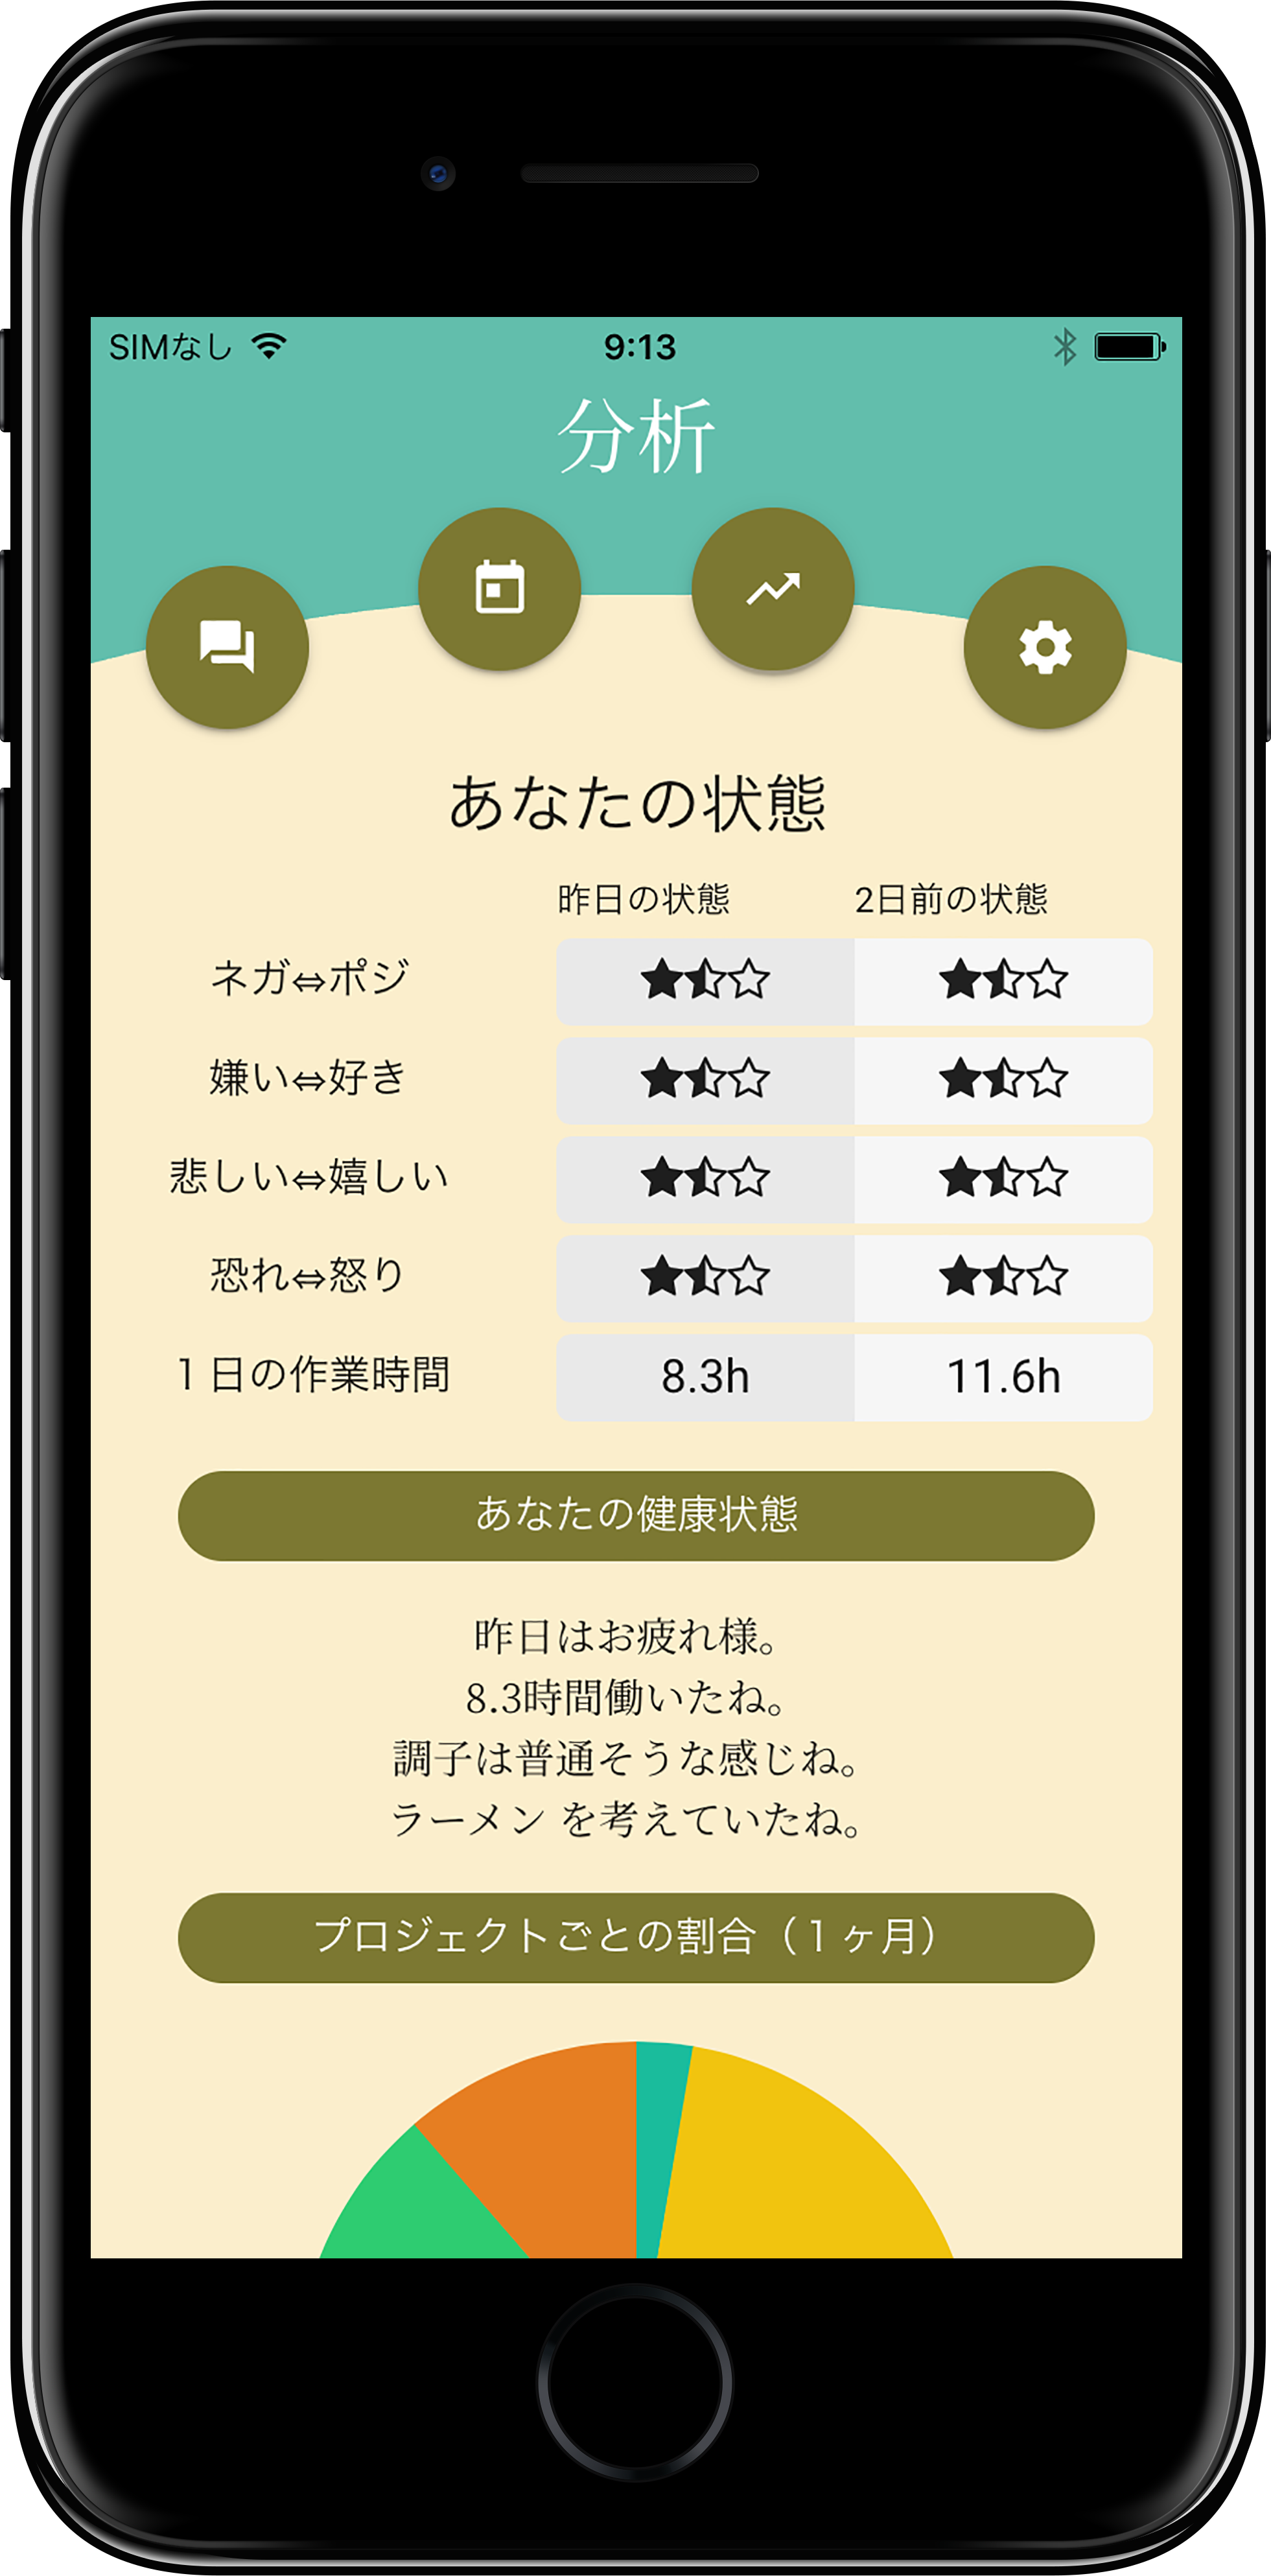 SIMなし 9:13
分析
あなたの状態
昨日の状態 2日前の状態
ネガ⇔ポジ ★⯪☆ ★⯪☆
嫌い⇔好き ★⯪☆ ★⯪☆
悲しい⇔嬉しい ★⯪☆ ★⯪☆
恐れ⇔怒り ★⯪☆ ★⯪☆
１日の作業時間 8.3h 11.6h
あなたの健康状態
昨日はお疲れ様。
8.3時間働いたね。
調子は普通そうな感じね。
ラーメン を考えていたね。
プロジェクトごとの割合（１ヶ月）